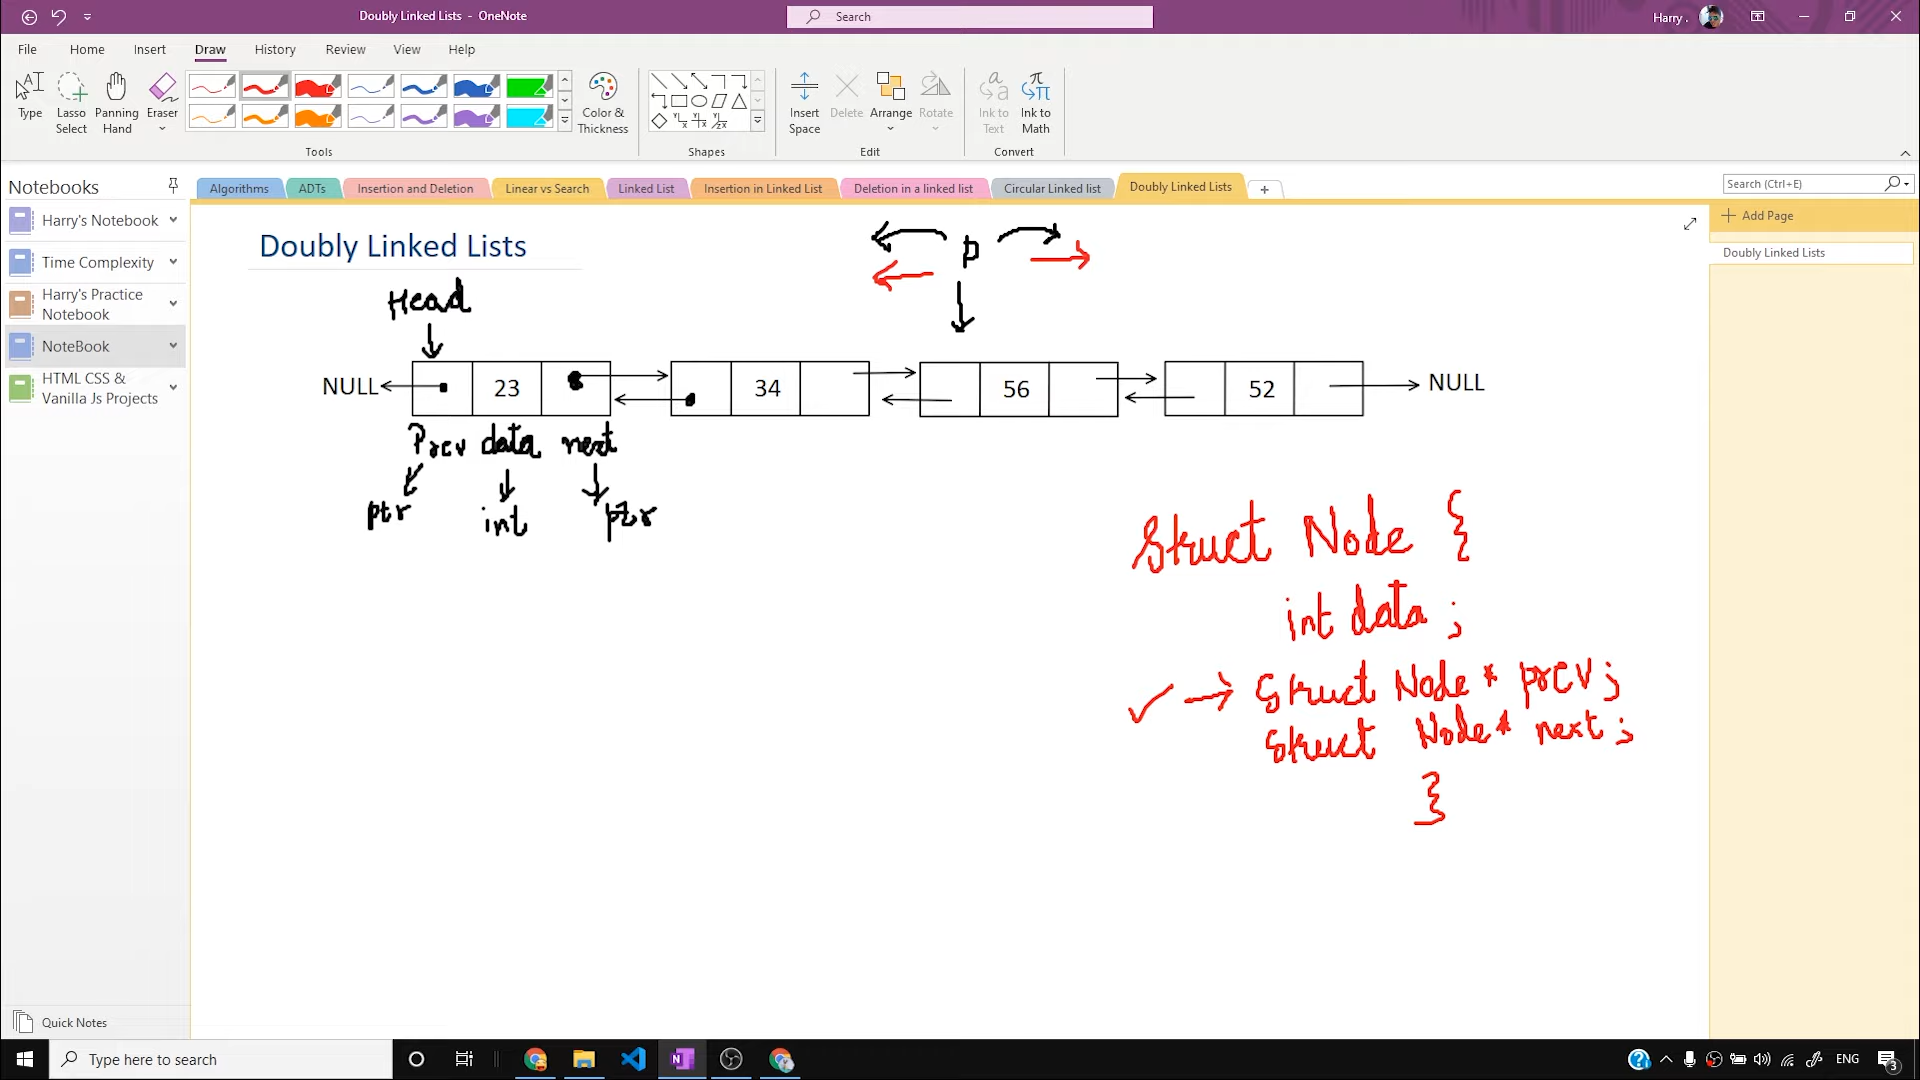 Doubly Linked Lists - OneNote
Search
Harry .
File Home Insert Draw History Review View Help
Type
Lasso Select
Panning Hand
Eraser
Color & Thickness
Insert Space
Delete
Arrange
Rotate
Ink to Text
Ink to Math
Tools
Shapes
Edit
Convert
Notebooks
Algorithms ADTs Insertion and Deletion Linear vs Search Linked List Insertion in Linked List Deletion in a linked list Circular Linked list Doubly Linked Lists +
Search (Ctrl+E)
Harry's Notebook
Time Complexity
Harry's Practice Notebook
NoteBook
HTML CSS & Vanilla Js Projects
Quick Notes
Add Page
Doubly Linked Lists
Doubly Linked Lists
p
Head
NULL 23 34 56 52 NULL
Prev data next
ptr int ptr
Struct Node {
int data ;
Struct Node * prev ;
Struct Node * next ;
}
Type here to search
ENG
3